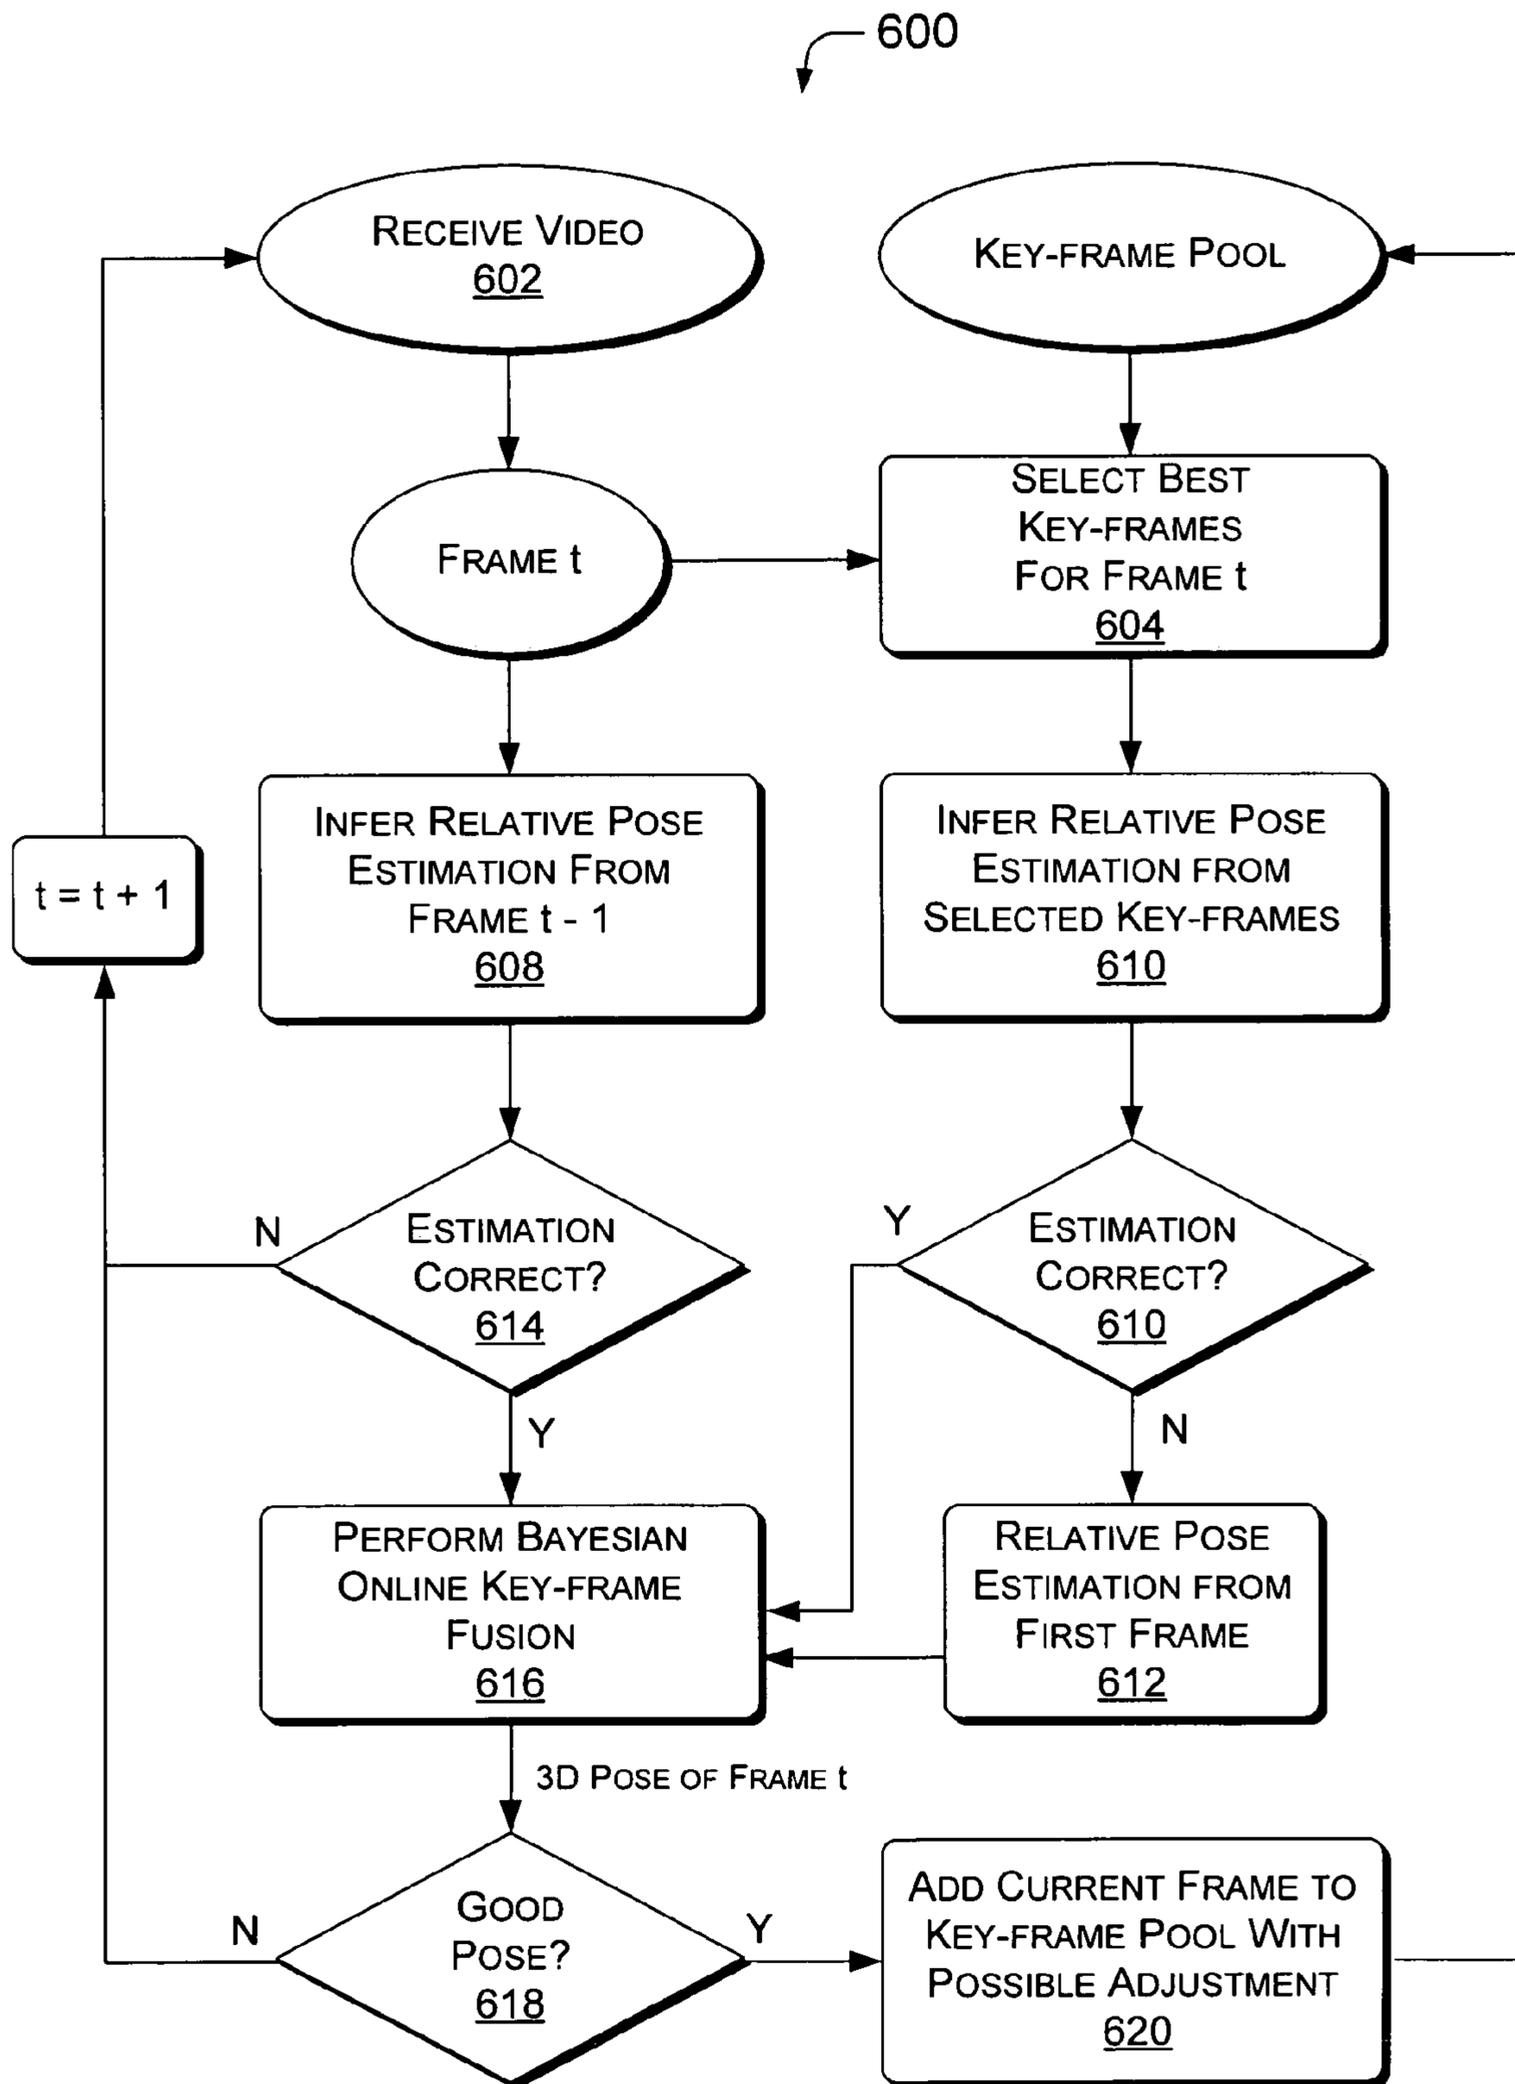 600
RECEIVE VIDEO
602
KEY-FRAME POOL
FRAME t
SELECT BEST
KEY-FRAMES
FOR FRAME t
604
INFER RELATIVE POSE
ESTIMATION FROM
FRAME t - 1
608
INFER RELATIVE POSE
ESTIMATION FROM
SELECTED KEY-FRAMES
610
t = t + 1
N
ESTIMATION
CORRECT?
614
Y
Y
ESTIMATION
CORRECT?
610
N
PERFORM BAYESIAN
ONLINE KEY-FRAME
FUSION
616
RELATIVE POSE
ESTIMATION FROM
FIRST FRAME
612
3D POSE OF FRAME t
N
GOOD
POSE?
618
Y
ADD CURRENT FRAME TO
KEY-FRAME POOL WITH
POSSIBLE ADJUSTMENT
620